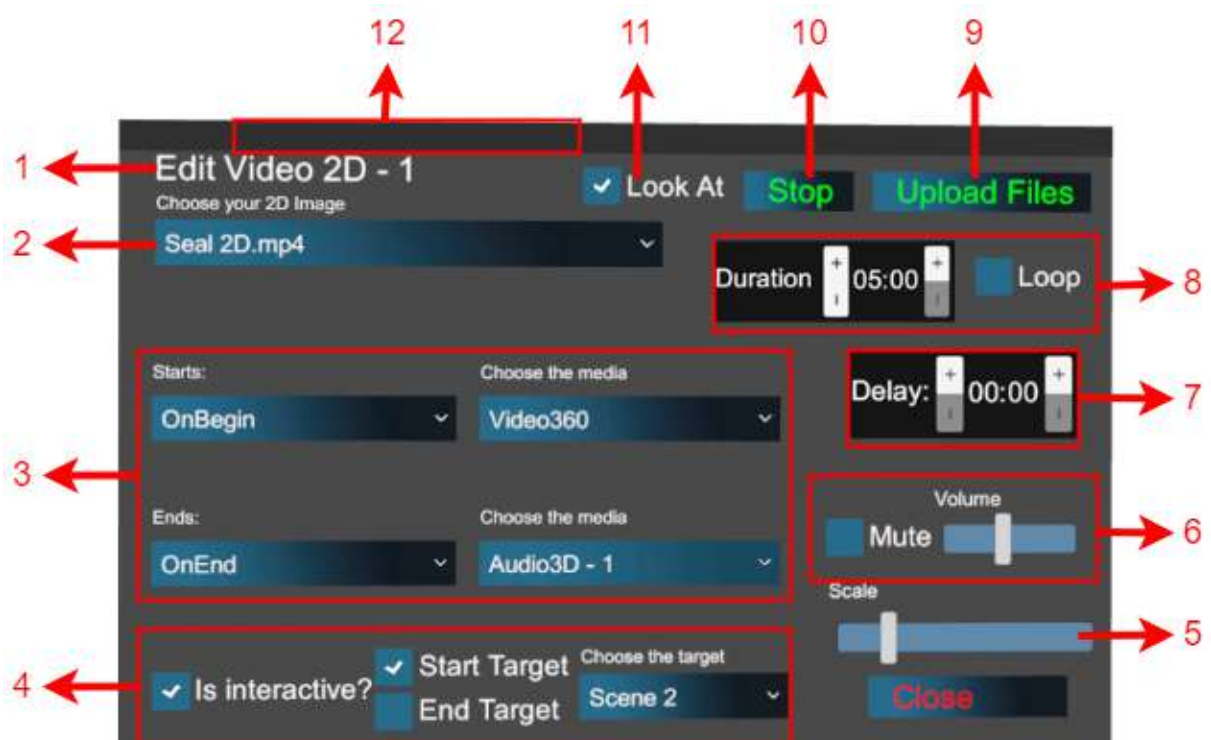 12 11 10 9
1 Edit Video 2D - 1
Look At Stop Upload Files
Choose your 2D Image
2 Seal 2D.mp4
Duration + 05:00 + Loop 8
Starts: Choose the media
OnBegin Video360
Delay: + 00:00 + 7
3
Ends: Choose the media
OnEnd Audio3D - 1
Volume
Mute 6
Scale
5
4 Is interactive? Start Target Choose the target
End Target Scene 2
Close